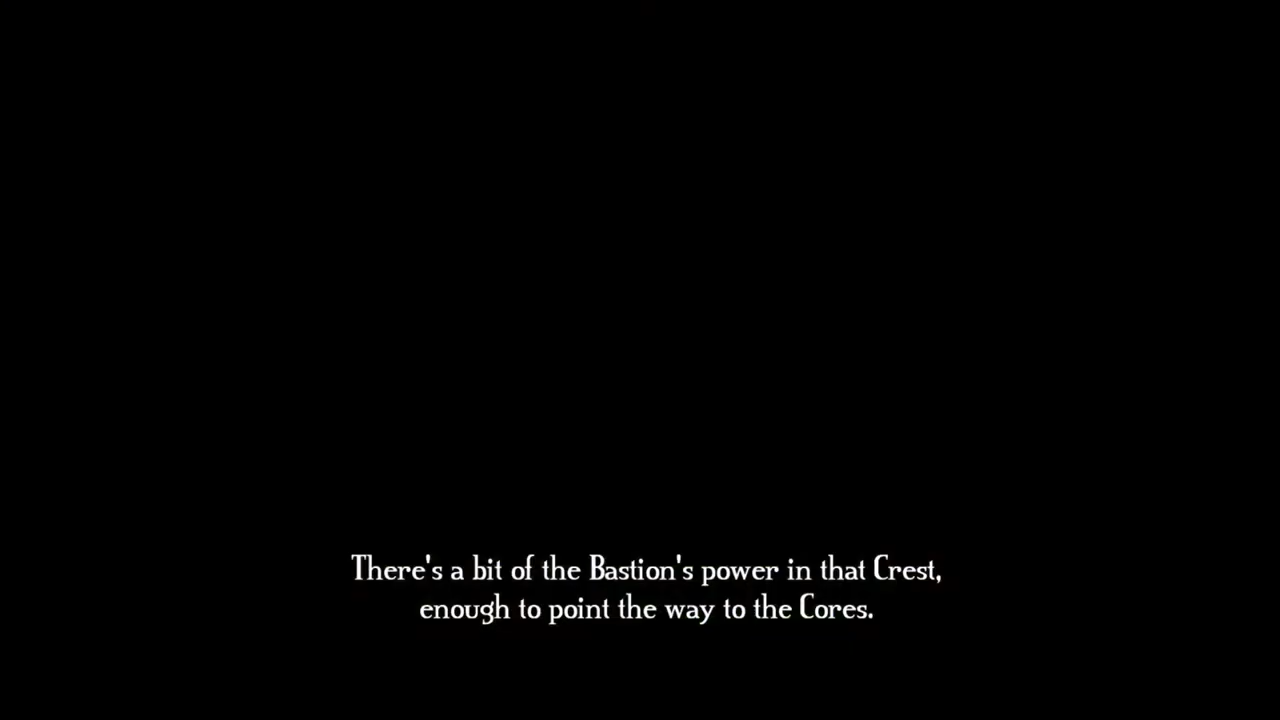 There's a bit of the Bastion's power in that Crest,
enough to point the way to the Cores.